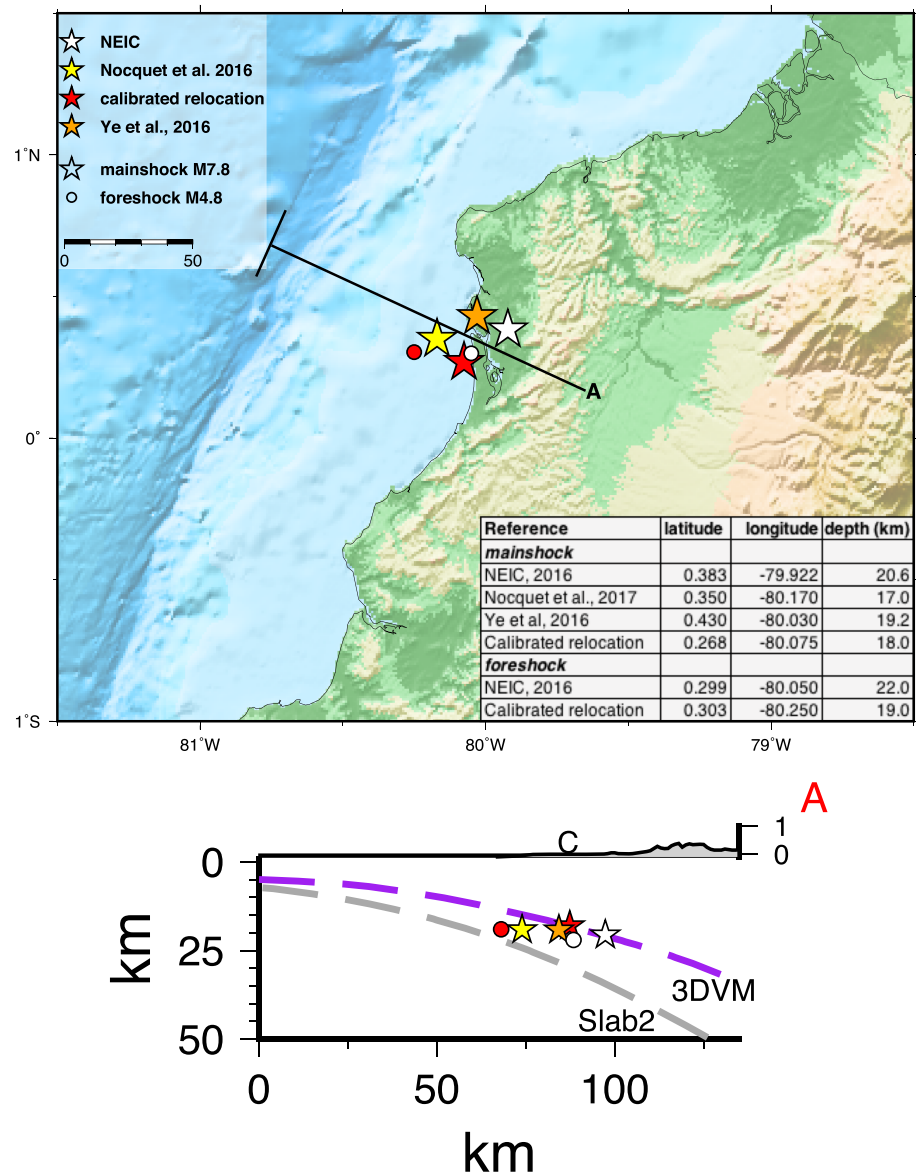 NEIC
Nocquet et al. 2016
calibrated relocation
Ye et al., 2016
mainshock M7.8
foreshock M4.8
0 50
1°N
0°
1°S
A
Reference latitude longitude depth (km)
mainshock
NEIC, 2016 0.383 -79.922 20.6
Nocquet et al., 2017 0.350 -80.170 17.0
Ye et al, 2016 0.430 -80.030 19.2
Calibrated relocation 0.268 -80.075 18.0
foreshock
NEIC, 2016 0.299 -80.050 22.0
Calibrated relocation 0.303 -80.250 19.0
81°W 80°W 79°W
A
C
1
0
0
25
50
km
3DVM
Slab2
0 50 100
km